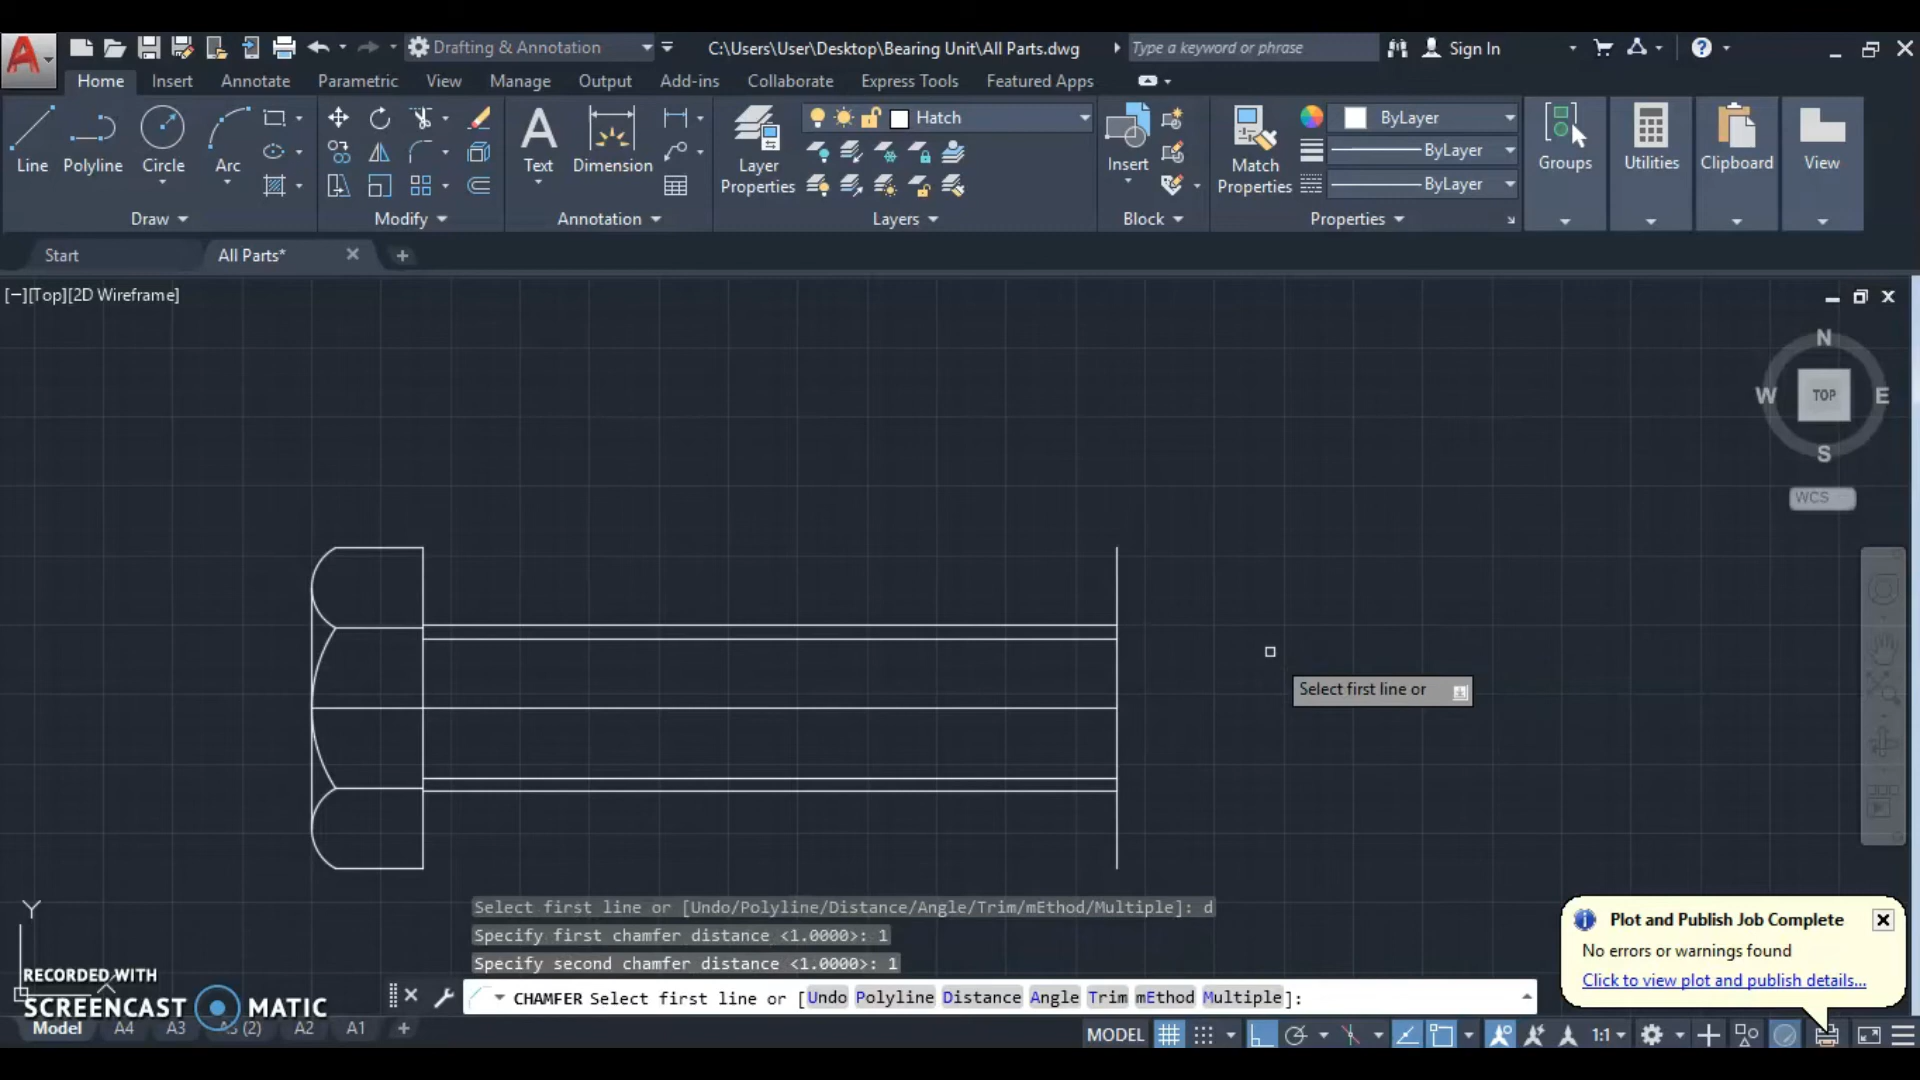 Drafting & Annotation
C:\Users\User\Desktop\Bearing Unit\All Parts.dwg
Type a keyword or phrase
Sign In
Home
Insert
Annotate
Parametric
View
Manage
Output
Add-ins
Collaborate
Express Tools
Featured Apps
Line
Polyline
Circle
Arc
Draw
Modify
Text
Dimension
Annotation
Layer
Properties
Hatch
Layers
Insert
Block
Match
Properties
ByLayer
ByLayer
ByLayer
Properties
Groups
Utilities
Clipboard
View
Start
All Parts*
[−][Top][2D Wireframe]
N
W
TOP
E
S
WCS
Select first line or
Y
Select first line or [Undo/Polyline/Distance/Angle/Trim/mEthod/Multiple]: d
Specify first chamfer distance <1.0000>: 1
Specify second chamfer distance <1.0000>: 1
CHAMFER Select first line or [Undo Polyline Distance Angle Trim mEthod Multiple]:
Plot and Publish Job Complete
No errors or warnings found
Click to view plot and publish details...
RECORDED WITH
SCREENCAST MATIC
Model
A4
A3
(2)
A2
A1
MODEL
1:1